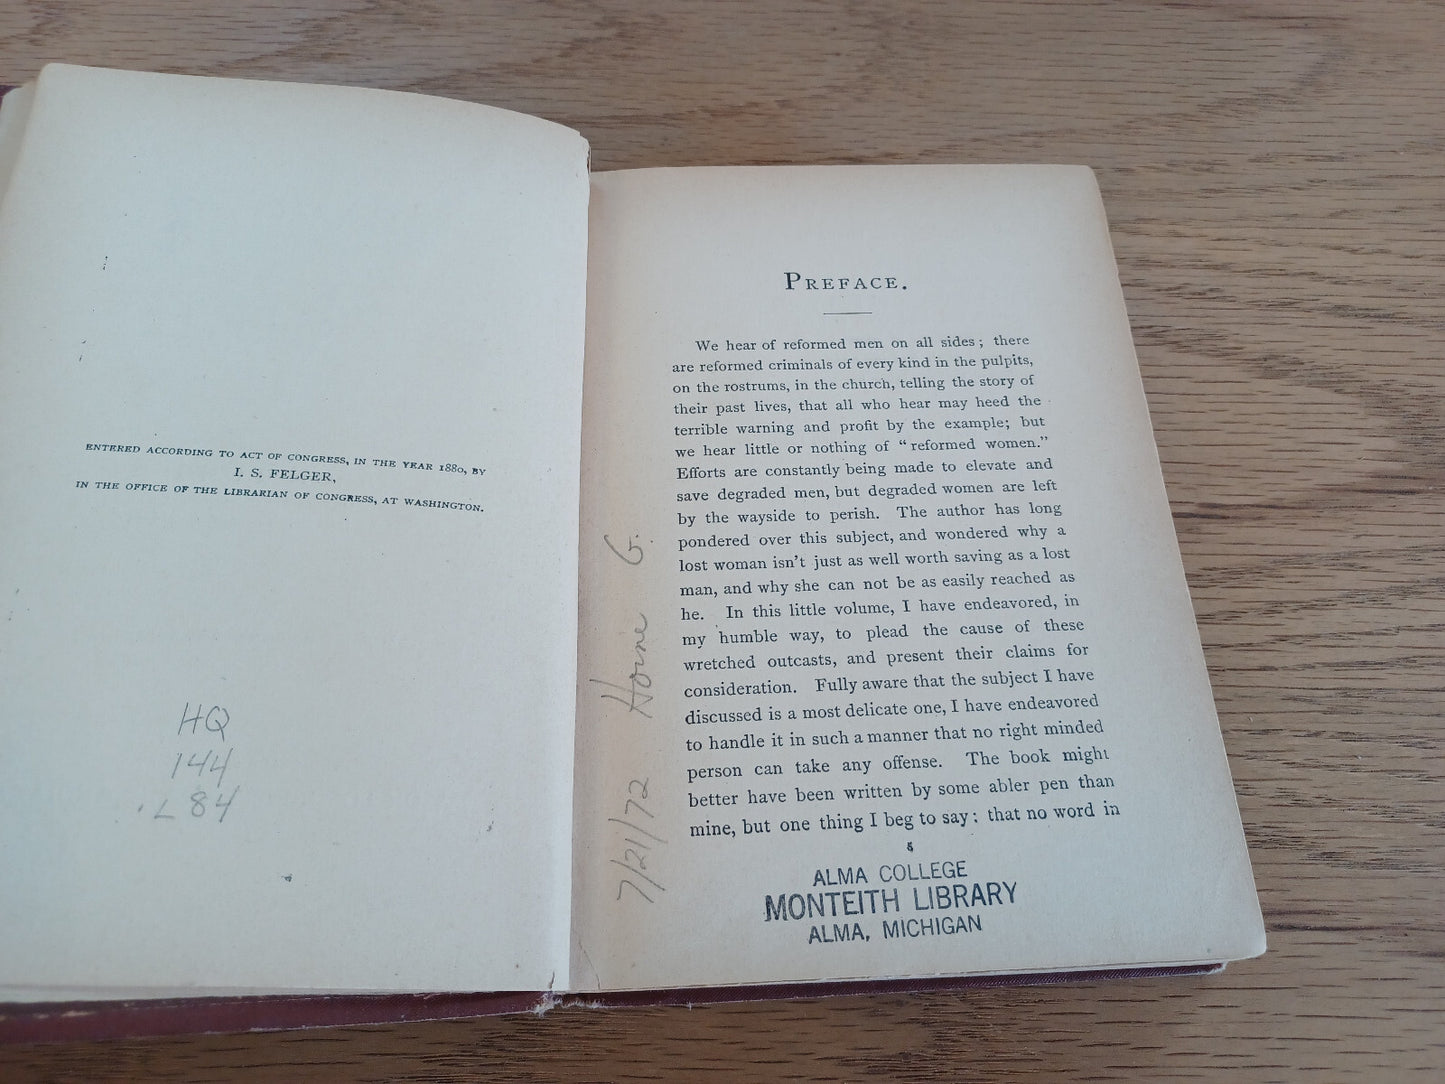 ENTERED ACCORDING TO ACT OF CONGRESS, IN THE YEAR 1880, BY
I. S. FELGER,
IN THE OFFICE OF THE LIBRARIAN OF CONGRESS, AT WASHINGTON.
HQ
144
.L84
7/21/72 Horne G.
PREFACE.
We hear of reformed men on all sides; there
are reformed criminals of every kind in the pulpits,
on the rostrums, in the church, telling the story of
their past lives, that all who hear may heed the
terrible warning and profit by the example; but
we hear little or nothing of “reformed women.”
Efforts are constantly being made to elevate and
save degraded men, but degraded women are left
by the wayside to perish. The author has long
pondered over this subject, and wondered why a
lost woman isn't just as well worth saving as a lost
man, and why she can not be as easily reached as
he. In this little volume, I have endeavored, in
my humble way, to plead the cause of these
wretched outcasts, and present their claims for
consideration. Fully aware that the subject I have
discussed is a most delicate one, I have endeavored
to handle it in such a manner that no right minded
person can take any offense. The book might
better have been written by some abler pen than
mine, but one thing I beg to say: that no word in
ALMA COLLEGE
MONTEITH LIBRARY
ALMA, MICHIGAN